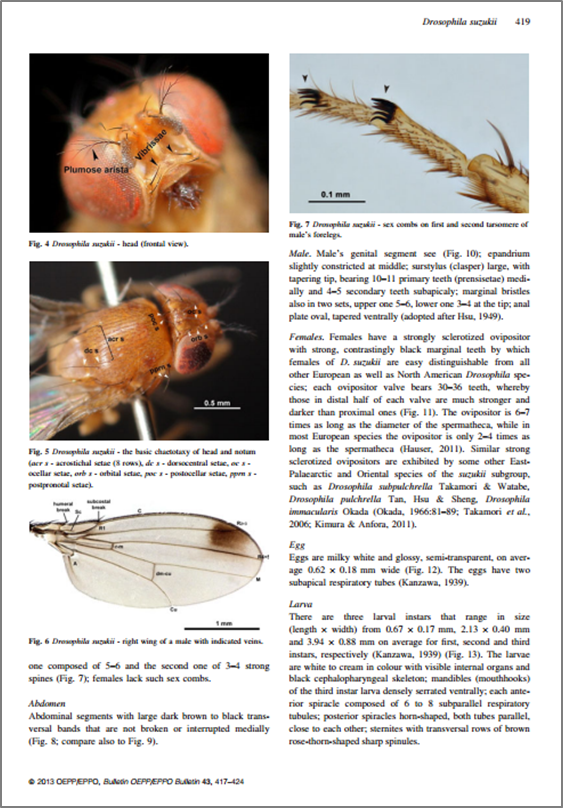 Drosophila suzukii 419
Plumose arista
Vibrissae
Fig. 4 Drosophila suzukii - head (frontal view).
dc s
acr s
orb s
pprn s
0.5 mm
Fig. 5 Drosophila suzukii - the basic chaetotaxy of head and notum
(acr s - acrostichal setae (8 rows), dc s - dorsocentral setae, oc s -
ocellar setae, orb s - orbital setae, poc s - postocellar setae, pprn s -
postpronotal setae).
humeral
break
Sc
subcostal
break
C
R1
r-m
dm-cu
A
M
Cu
1 mm
Fig. 6 Drosophila suzukii - right wing of a male with indicated veins.
one composed of 5–6 and the second one of 3–4 strong
spines (Fig. 7); females lack such sex combs.
Abdomen
Abdominal segments with large dark brown to black trans-
versal bands that are not broken or interrupted medially
(Fig. 8; compare also to Fig. 9).
0.1 mm
Fig. 7 Drosophila suzukii - sex combs on first and second tarsomere of
male's forelegs.
Male. Male's genital segment see (Fig. 10); epandrium
slightly constricted at middle; surstylus (clasper) large, with
tapering tip, bearing 10–11 primary teeth (prensisetae) medi-
ally and 4–5 secondary teeth subapicaly; marginal bristles
also in two sets, upper one 5–6, lower one 3–4 at the tip; anal
plate oval, tapered ventrally (adopted after Hsu, 1949).
Females. Females have a strongly sclerotized ovipositor
with strong, contrastingly black marginal teeth by which
females of D. suzukii are easy distinguishable from all
other European as well as North American Drosophila spe-
cies; each ovipositor valve bears 30–36 teeth, whereby
those in distal half of each valve are much stronger and
darker than proximal ones (Fig. 11). The ovipositor is 6–7
times as long as the diameter of the spermatheca, while in
most European species the ovipositor is only 2–4 times as
long as the spermatheca (Hauser, 2011). Similar strong
sclerotized ovipositors are exhibited by some other East-
Palaearctic and Oriental species of the suzukii subgroup,
such as Drosophila subpulchrella Takamori & Watabe,
Drosophila pulchrella Tan, Hsu & Sheng, Drosophila
immacularis Okada (Okada, 1966:81–89; Takamori et al.,
2006; Kimura & Anfora, 2011).
Egg
Eggs are milky white and glossy, semi-transparent, on aver-
age 0.62 × 0.18 mm wide (Fig. 12). The eggs have two
subapical respiratory tubes (Kanzawa, 1939).
Larva
There are three larval instars that range in size
(length × width) from 0.67 × 0.17 mm, 2.13 × 0.40 mm
and 3.94 × 0.88 mm on average for first, second and third
instars, respectively (Kanzawa, 1939) (Fig. 13). The larvae
are white to cream in colour with visible internal organs and
black cephalopharyngeal skeleton; mandibles (mouthhooks)
of the third instar larva densely serrated ventrally; each ante-
rior spiracle composed of 6 to 8 subparallel respiratory
tubules; posterior spiracles horn-shaped, both tubes parallel,
close to each other; sternites with transversal rows of brown
rose-thorn-shaped sharp spinules.
© 2013 OEPP/EPPO, Bulletin OEPP/EPPO Bulletin 43, 417–424